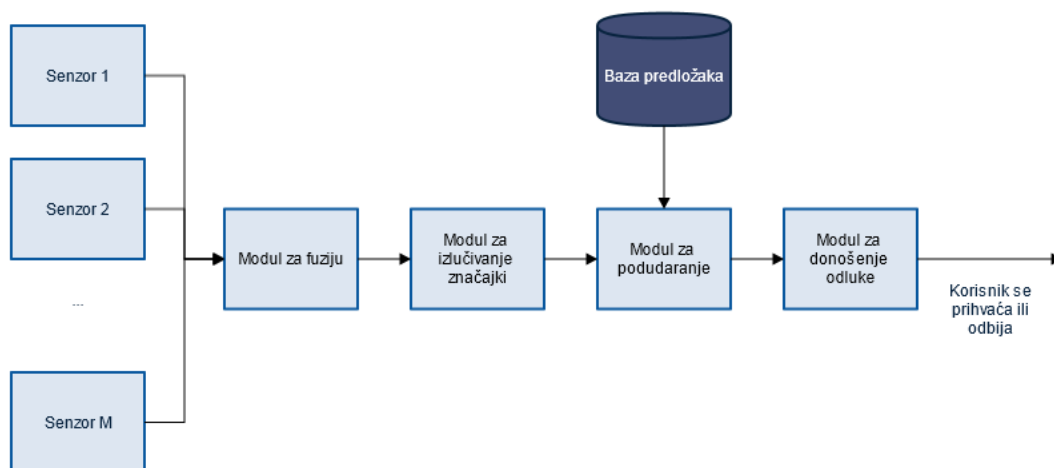 Senzor 1
Baza predložaka
Senzor 2
Modul za fuziju
Modul za
izlučivanje
značajki
Modul za
podudaranje
Modul za
donošenje
odluke
Korisnik se
prihvaća ili
odbija
...
Senzor M